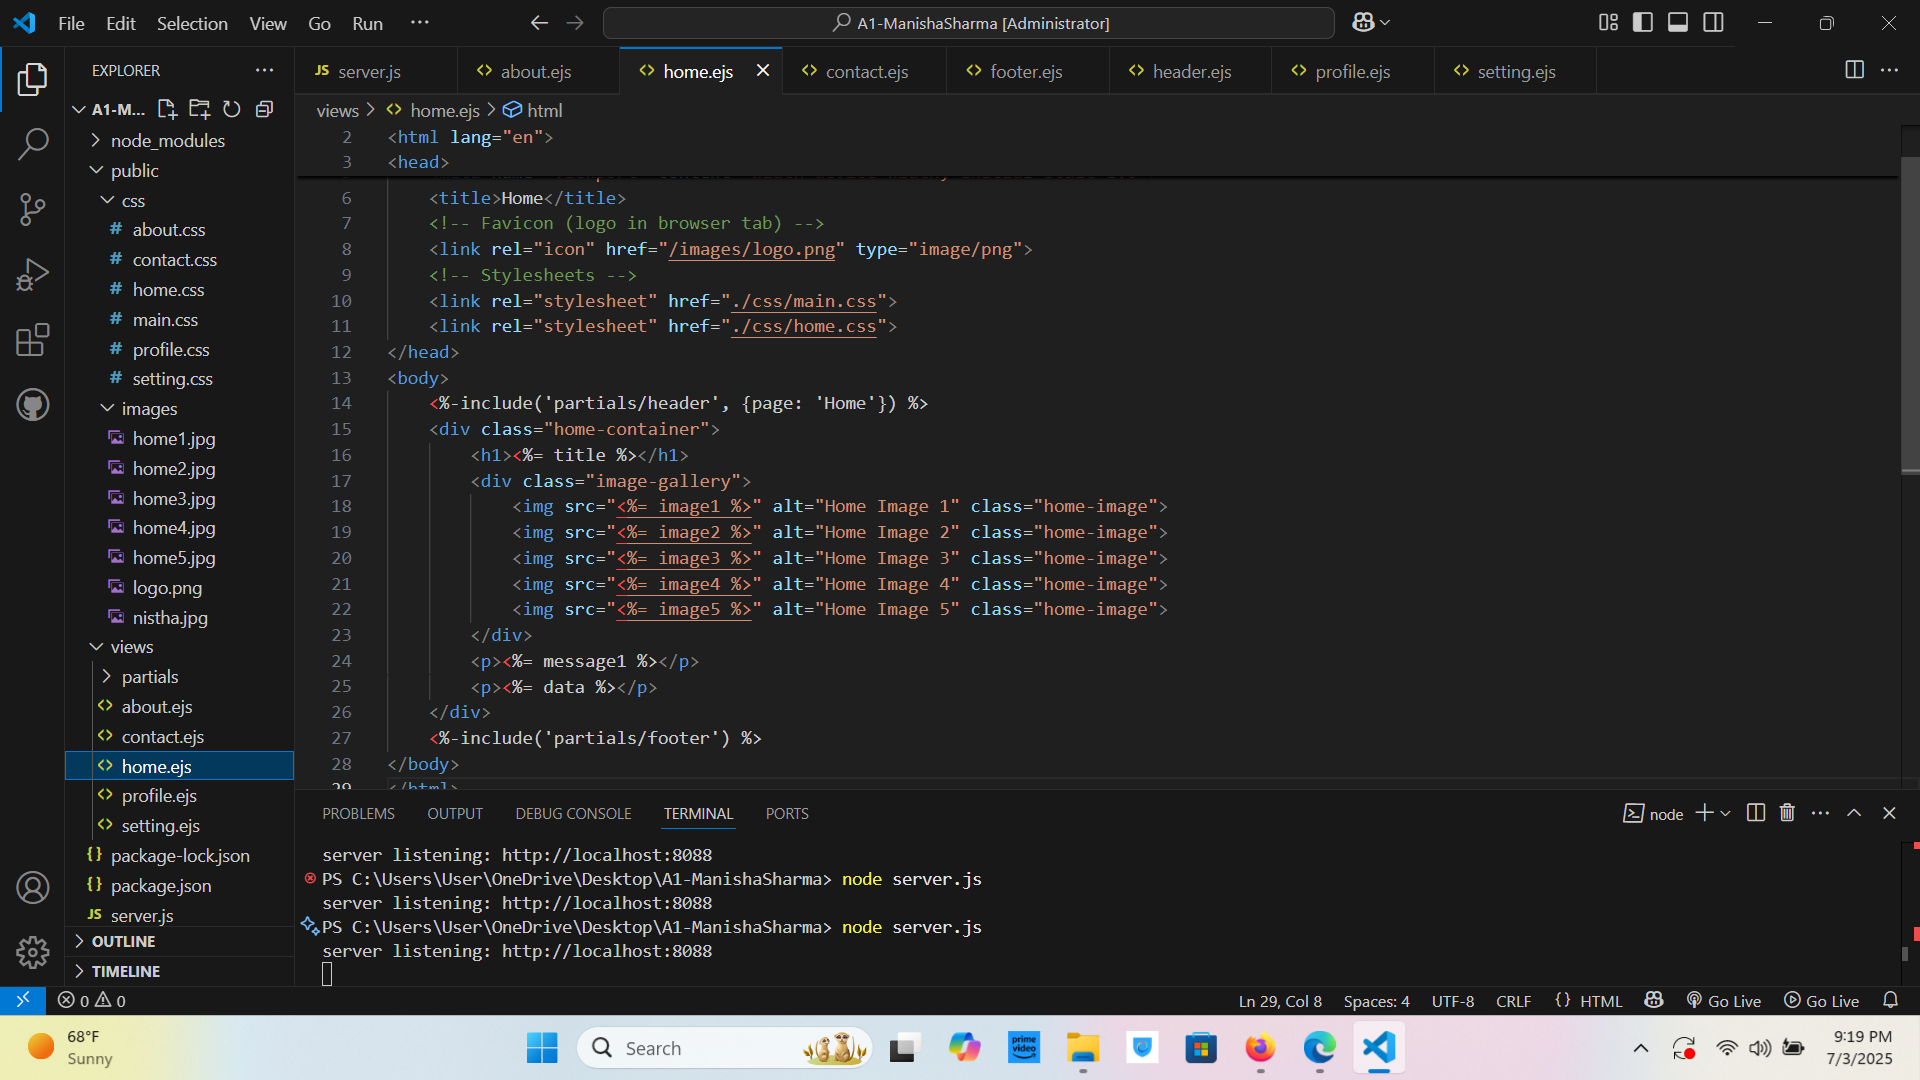 File Edit Selection View Go Run ···
A1-ManishaSharma [Administrator]
EXPLORER
A1-M...
node_modules
public
css
# about.css
# contact.css
# home.css
# main.css
# profile.css
# setting.css
images
home1.jpg
home2.jpg
home3.jpg
home4.jpg
home5.jpg
logo.png
nistha.jpg
views
partials
<> about.ejs
<> contact.ejs
<> home.ejs
<> profile.ejs
<> setting.ejs
{} package-lock.json
{} package.json
JS server.js
OUTLINE
TIMELINE
JS server.js <> about.ejs <> home.ejs <> contact.ejs <> footer.ejs <> header.ejs <> profile.ejs <> setting.ejs
views > <> home.ejs > html
2 <html lang="en">
3 <head>
6 <title>Home</title>
7 <!-- Favicon (logo in browser tab) -->
8 <link rel="icon" href="/images/logo.png" type="image/png">
9 <!-- Stylesheets -->
10 <link rel="stylesheet" href="./css/main.css">
11 <link rel="stylesheet" href="./css/home.css">
12 </head>
13 <body>
14 <%-include('partials/header', {page: 'Home'}) %>
15 <div class="home-container">
16 <h1><%= title %></h1>
17 <div class="image-gallery">
18 <img src="<%= image1 %>" alt="Home Image 1" class="home-image">
19 <img src="<%= image2 %>" alt="Home Image 2" class="home-image">
20 <img src="<%= image3 %>" alt="Home Image 3" class="home-image">
21 <img src="<%= image4 %>" alt="Home Image 4" class="home-image">
22 <img src="<%= image5 %>" alt="Home Image 5" class="home-image">
23 </div>
24 <p><%= message1 %></p>
25 <p><%= data %></p>
26 </div>
27 <%-include('partials/footer') %>
28 </body>
29 </html>
PROBLEMS OUTPUT DEBUG CONSOLE TERMINAL PORTS
node
server listening: http://localhost:8088
PS C:\Users\User\OneDrive\Desktop\A1-ManishaSharma> node server.js
server listening: http://localhost:8088
PS C:\Users\User\OneDrive\Desktop\A1-ManishaSharma> node server.js
server listening: http://localhost:8088
0 0
Ln 29, Col 8 Spaces: 4 UTF-8 CRLF {} HTML Go Live Go Live
68°F
Sunny
Search
prime video
9:19 PM
7/3/2025